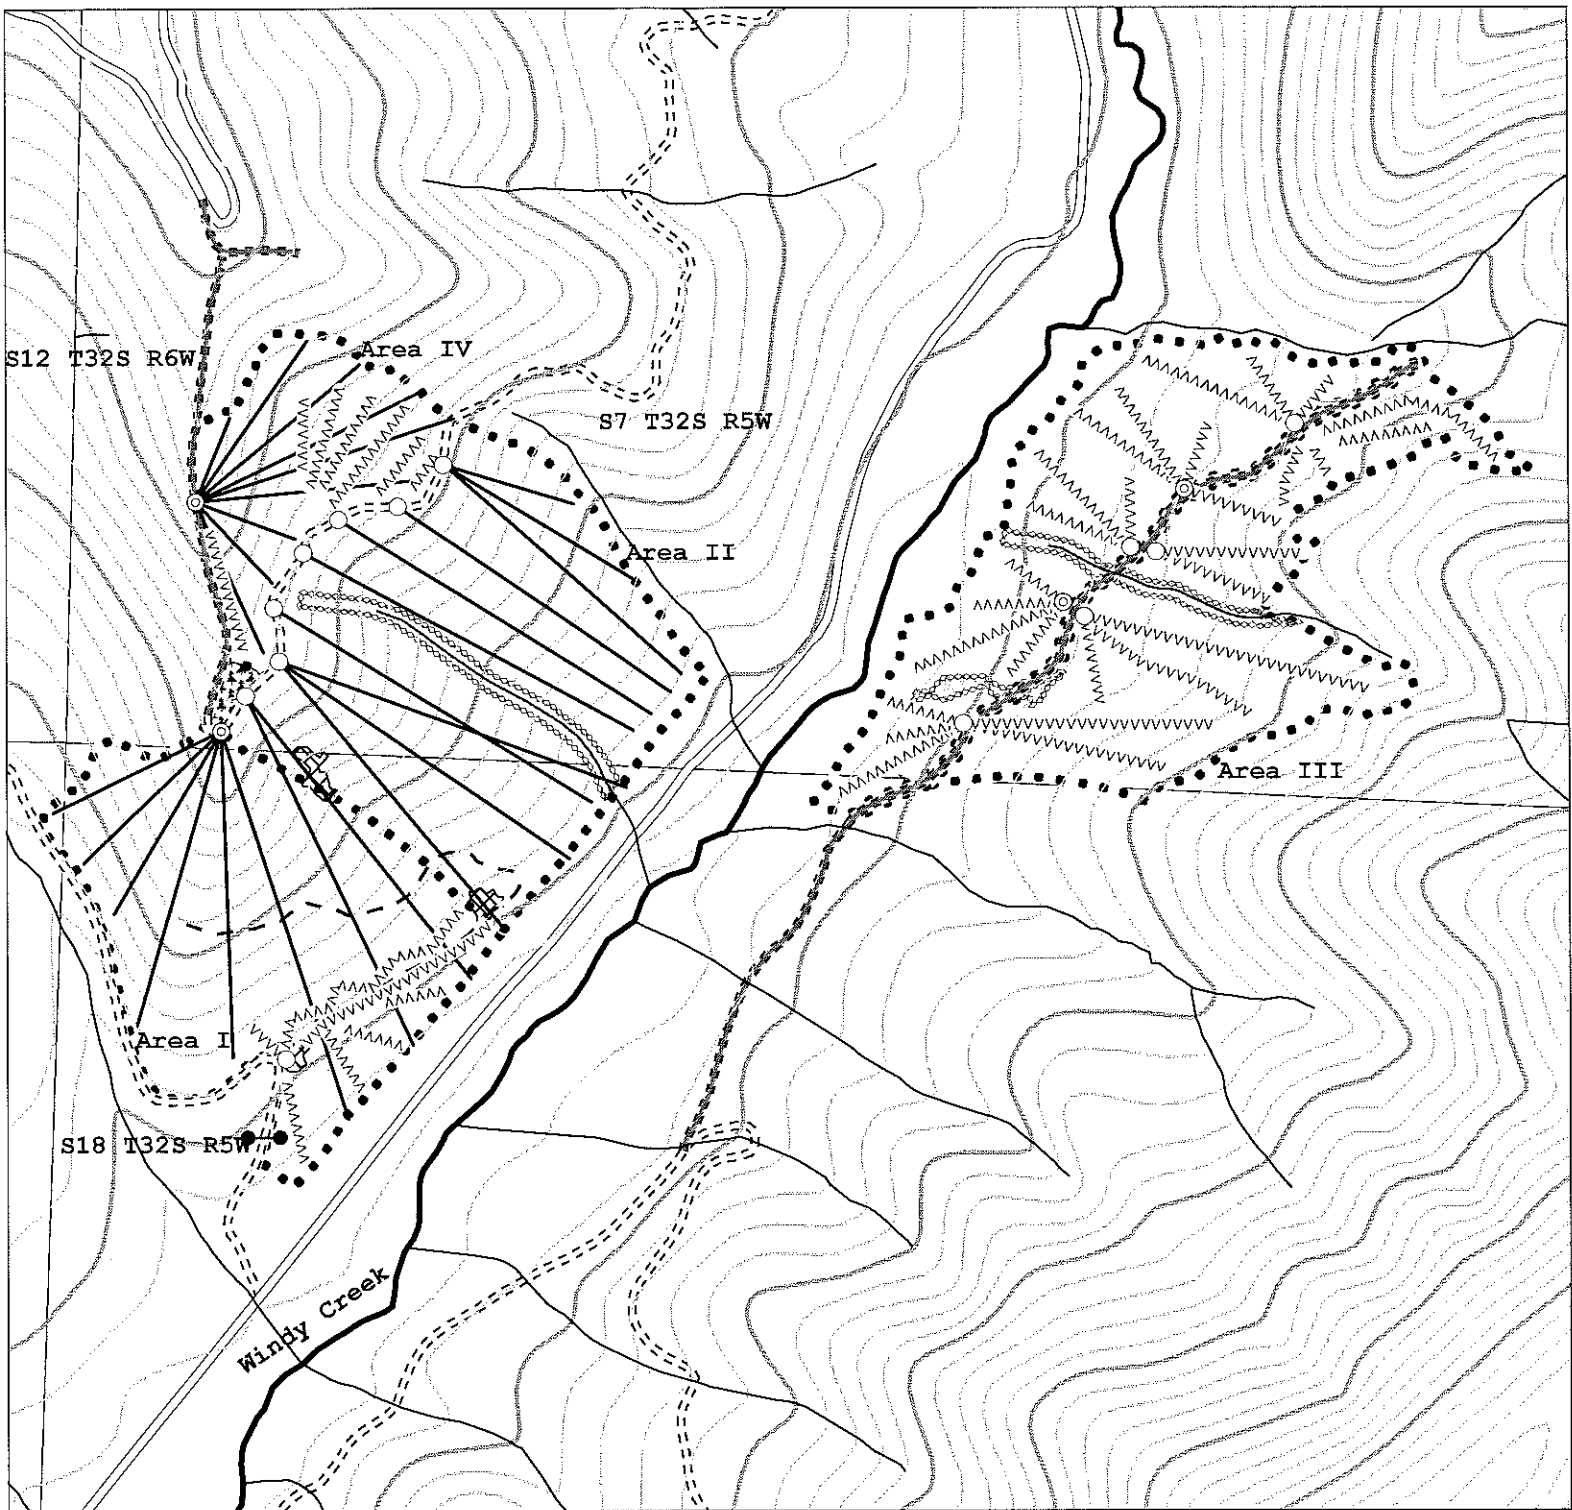 Area IV
S12 T32S R6W
S7 T32S R5W
Area II
Area III
Area I
S18 T32S R5W
Windy Creek